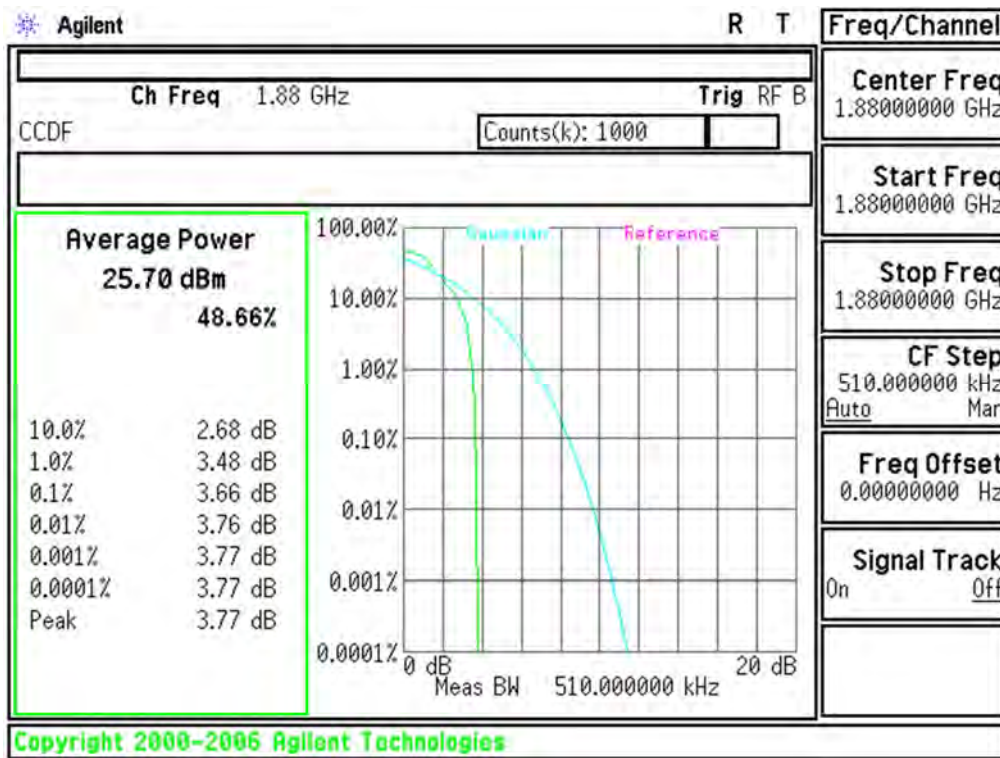 Agilent R T
Ch Freq 1.88 GHz Trig RF B
CCDF Counts(k): 1000
Average Power
25.70 dBm
48.66%
10.0% 2.68 dB
1.0% 3.48 dB
0.1% 3.66 dB
0.01% 3.76 dB
0.001% 3.77 dB
0.0001% 3.77 dB
Peak 3.77 dB
Gaussian Reference
100.00%
10.00%
1.00%
0.10%
0.01%
0.001%
0.0001%
0 dB 20 dB
Meas BW 510.000000 kHz
Freq/Channel
Center Freq
1.88000000 GHz
Start Freq
1.88000000 GHz
Stop Freq
1.88000000 GHz
CF Step
510.000000 kHz
Auto Man
Freq Offset
0.00000000 Hz
Signal Track
On Off
Copyright 2000-2006 Agilent Technologies